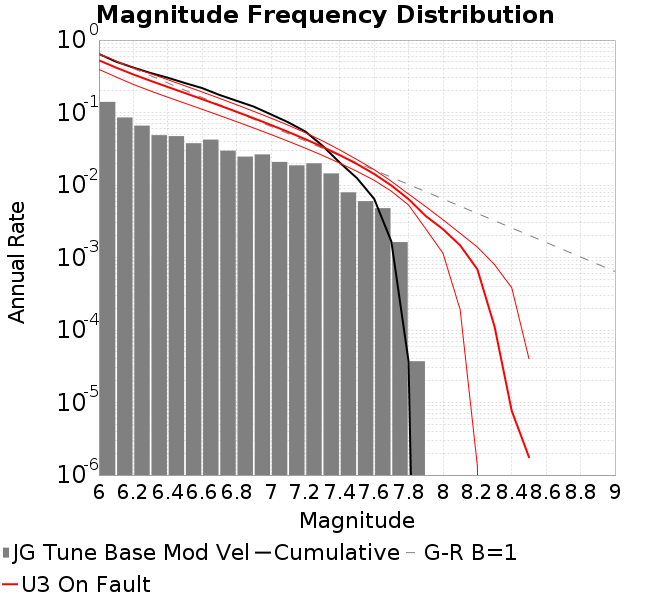 Magnitude Frequency Distribution
10^0
10^-1
10^-2
10^-3
10^-4
10^-5
10^-6
Annual Rate
6 6.2 6.4 6.6 6.8 7 7.2 7.4 7.6 7.8 8 8.2 8.4 8.6 8.8 9
Magnitude
JG Tune Base Mod Vel Cumulative G-R B=1
U3 On Fault